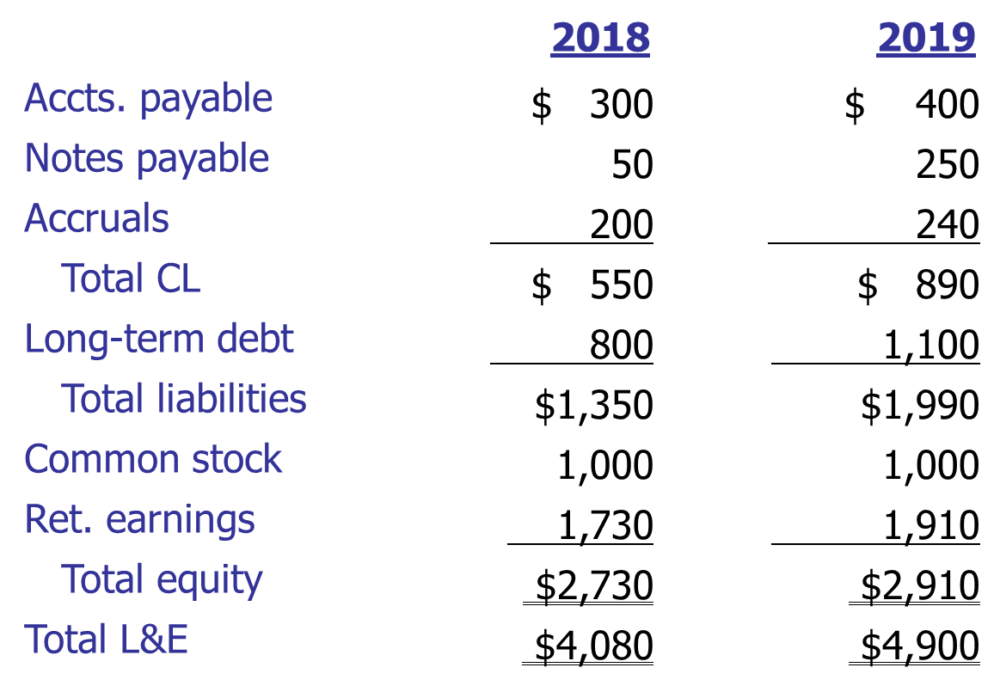 2018 2019
Accts. payable $ 300 $ 400
Notes payable 50 250
Accruals 200 240
Total CL $ 550 $ 890
Long-term debt 800 1,100
Total liabilities $1,350 $1,990
Common stock 1,000 1,000
Ret. earnings 1,730 1,910
Total equity $2,730 $2,910
Total L&E $4,080 $4,900